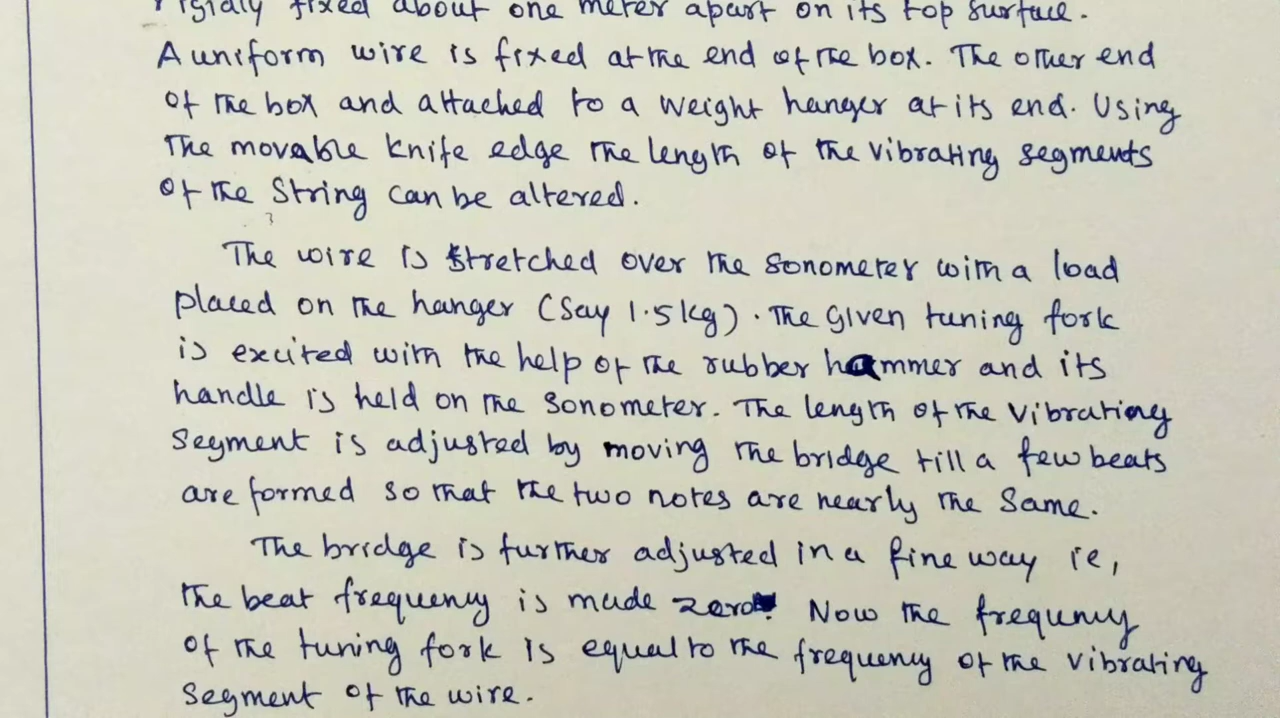 rigidly fixed about one meter apart on its top surface.
A uniform wire is fixed at the end of the box. The other end
of the box and attached to a weight hanger at its end. Using
the movable knife edge the length of the vibrating segments
of the string can be altered.
The wire is stretched over the sonometer with a load
placed on the hanger (Say 1.5kg). The given tuning fork
is excited with the help of the rubber hammer and its
handle is held on the sonometer. The length of the vibrating
segment is adjusted by moving the bridge till a few beats
are formed so that the two notes are nearly the same.
The bridge is further adjusted in a fine way ie,
the beat frequency is made zero. Now the frequny
of the tuning fork is equal to the frequency of the vibrating
segment of the wire.